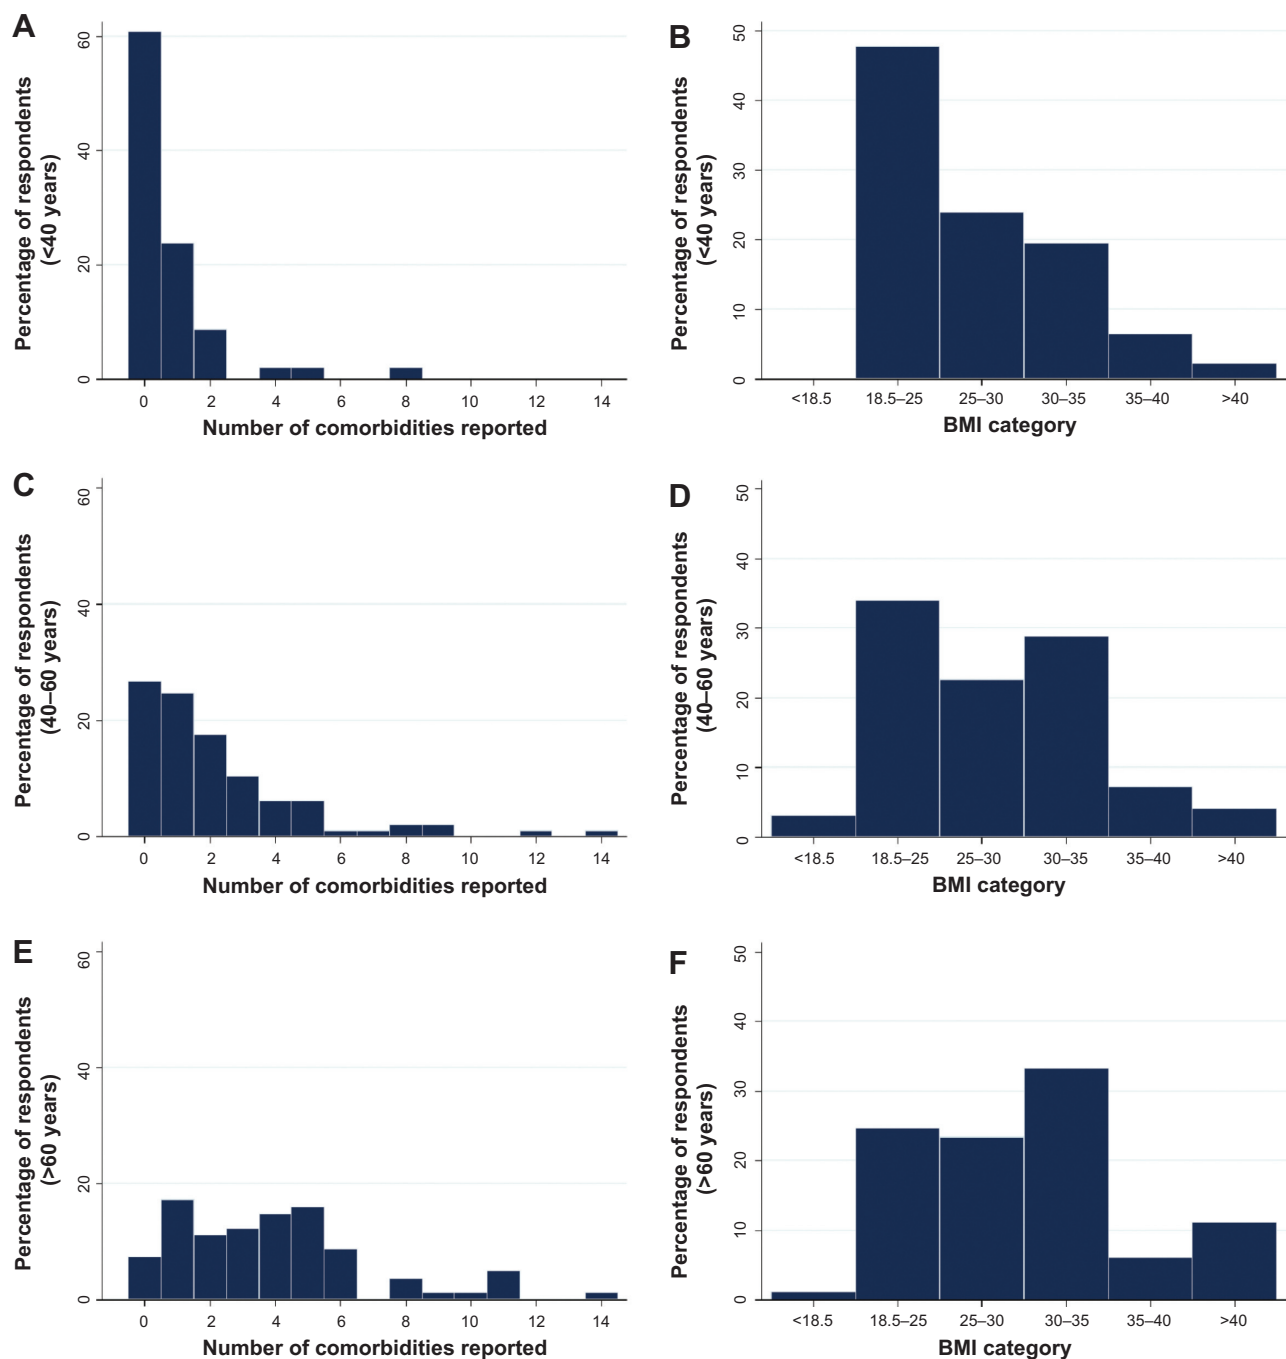 A
Percentage of respondents
(<40 years)
60
40
20
0
0 2 4 6 8 10 12 14
Number of comorbidities reported
B
Percentage of respondents
(<40 years)
50
40
30
20
10
0
<18.5 18.5–25 25–30 30–35 35–40 >40
BMI category
C
Percentage of respondents
(40–60 years)
60
40
20
0
0 2 4 6 8 10 12 14
Number of comorbidities reported
D
Percentage of respondents
(40–60 years)
50
40
30
20
10
0
<18.5 18.5–25 25–30 30–35 35–40 >40
BMI category
E
Percentage of respondents
(>60 years)
60
40
20
0
0 2 4 6 8 10 12 14
Number of comorbidities reported
F
Percentage of respondents
(>60 years)
50
40
30
20
10
0
<18.5 18.5–25 25–30 30–35 35–40 >40
BMI category